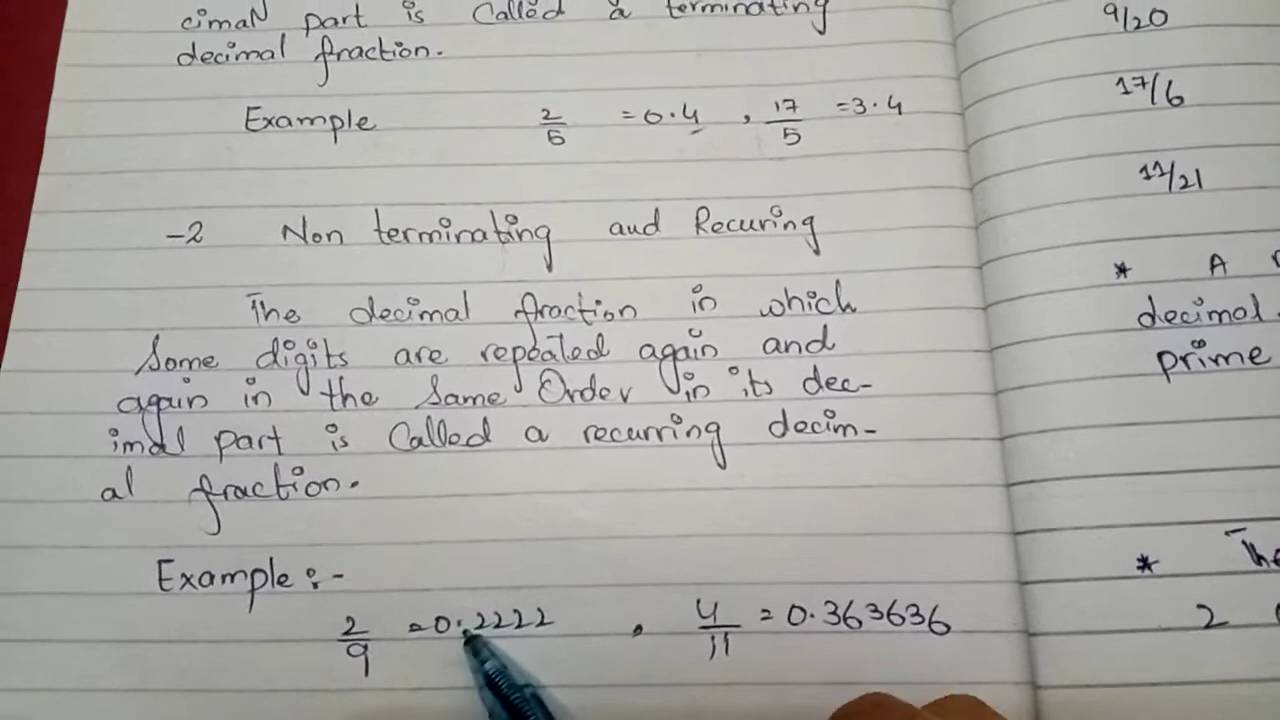 cimal part is Called a terminating
decimal fraction.
Example 2/5 =0.4 , 17/5 =3.4
-2 Non terminating and Recuring
The decimal fraction in which
Some digits are repeated again and
again in the Same Order in its dec-
imal part is Called a recurring decim-
al fraction.
Example:-
2/9 =0.2222 , 4/11 = 0.363636
9/20
17/6
11/21
* A
decimal
prime
* The
2